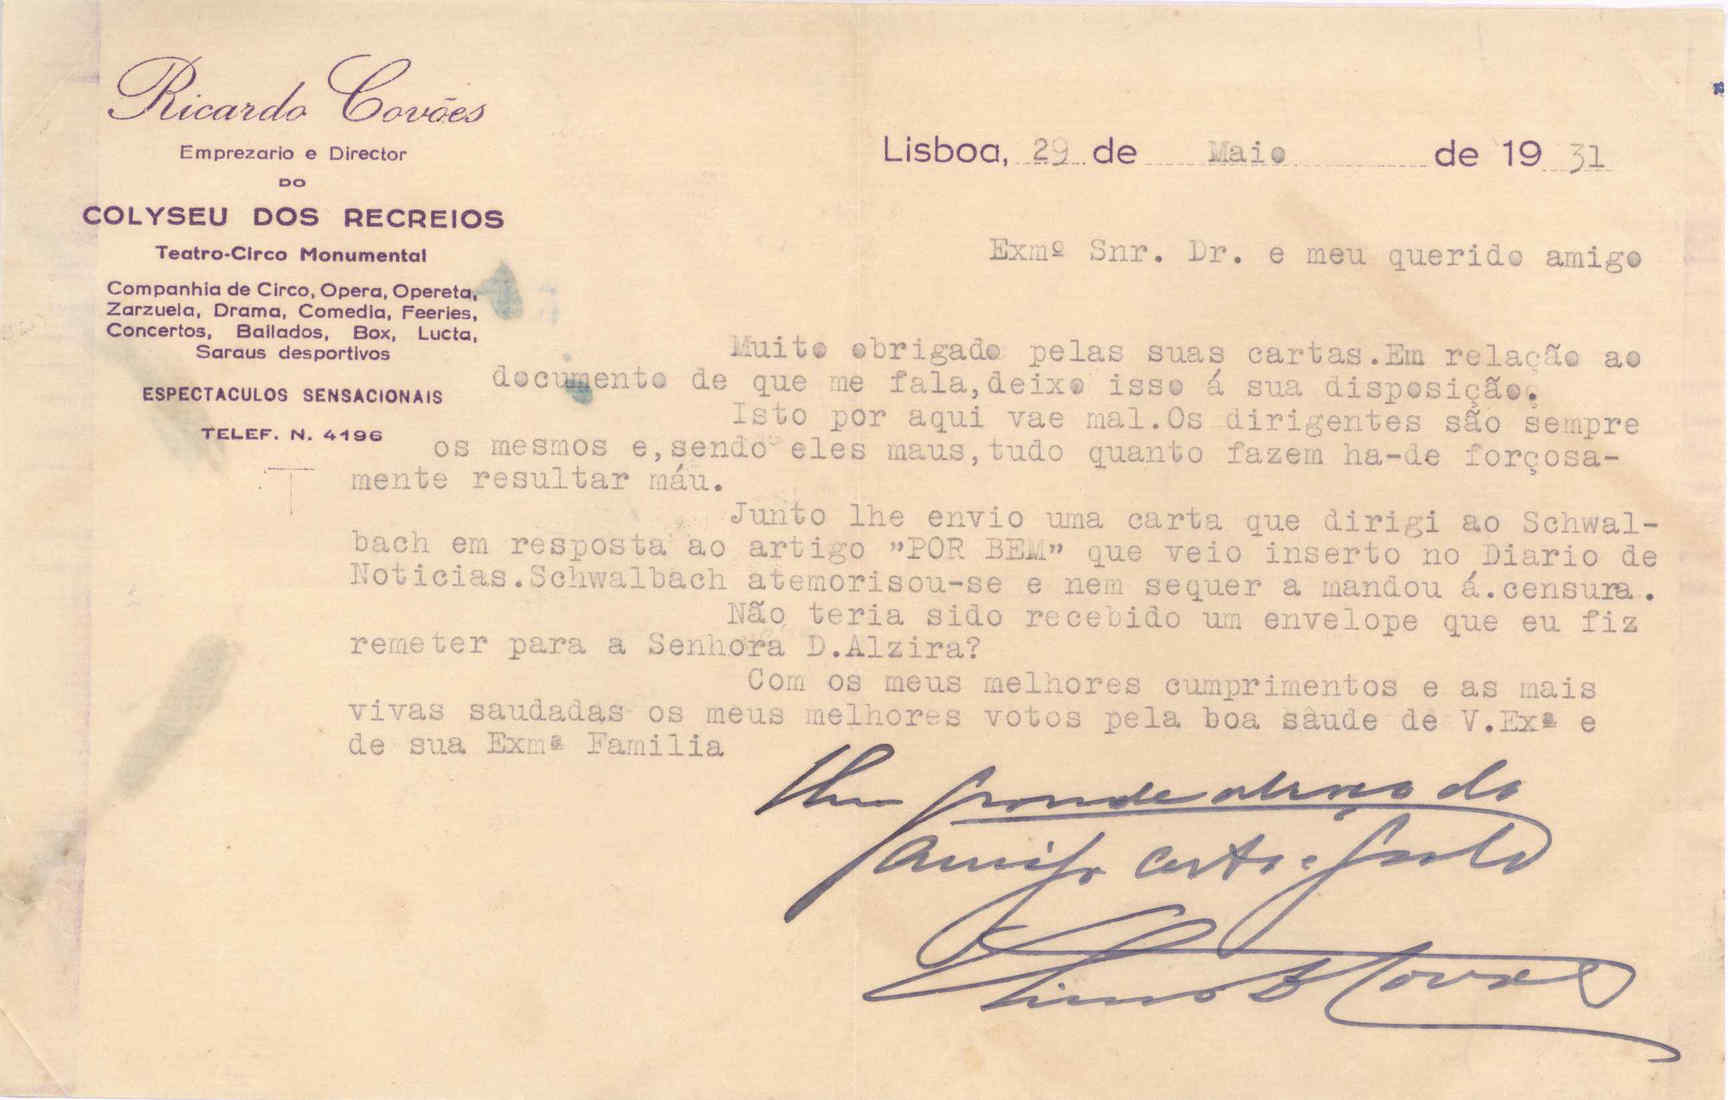 Ricardo Covões
Emprezario e Director
DO
COLYSEU DOS RECREIOS
Teatro-Circo Monumental
Companhia de Circo, Opera, Opereta,
Zarzuela, Drama, Comedia, Feeries,
Concertos, Bailados, Box, Lucta,
Saraus desportivos
ESPECTACULOS SENSACIONAIS
TELEF. N. 4196
Lisboa, 29 de Maio de 1931
Exmº Snr. Dr. e meu querido amigo
Muito obrigado pelas suas cartas.Em relação ao
documento de que me fala,deixo isso á sua disposição.
Isto por aqui vae mal.Os dirigentes são sempre
os mesmos e,sendo eles maus,tudo quanto fazem ha-de forçosa-
mente resultar máu.
Junto lhe envio uma carta que dirigi ao Schwal-
bach em resposta ao artigo "POR BEM" que veio inserto no Diario de
Noticias.Schwalbach atemorisou-se e nem sequer a mandou á.censura.
Não teria sido recebido um envelope que eu fiz
remeter para a Senhora D.Alzira?
Com os meus melhores cumprimentos e as mais
vivas saudadas os meus melhores votos pela boa saude de V.Exª e
de sua Exmª Familia
Um grande abraço do
amigo certo e grato
Covões